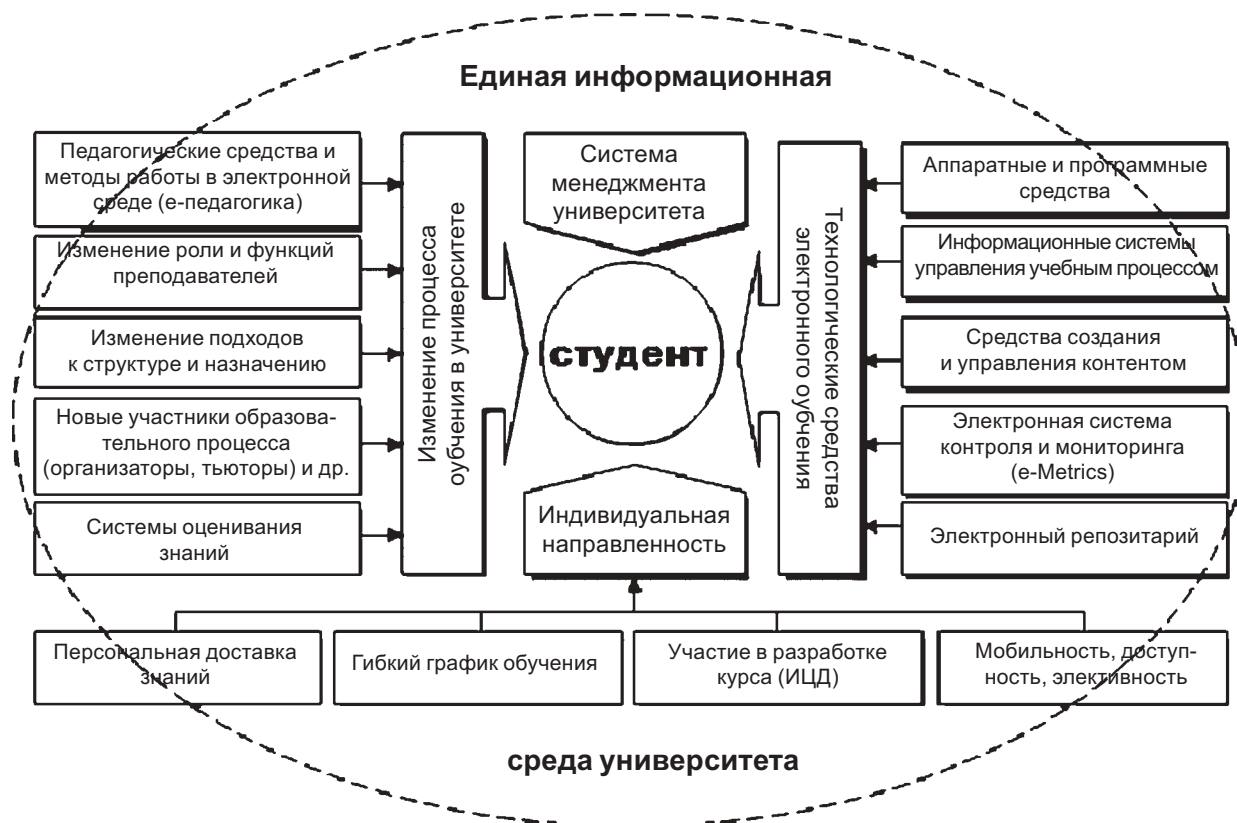 Единая информационная
Педагогические средства и
методы работы в электронной
среде (е-педагогика)
Изменение роли и функций
преподавателей
Изменение подходов
к структуре и назначению
Новые участники образова-
тельного процесса
(организаторы, тьюторы) и др.
Системы оценивания
знаний
Изменение процесса
оубчения в университете
Система
менеджмента
университета
студент
Индивидуальная
направленность
Технологические средства
электронного оубчения
Аппаратные и программные
средства
Информационные системы
управления учебным процессом
Средства создания
и управления контентом
Электронная система
контроля и мониторинга
(e-Metrics)
Электронный репозитарий
Персональная доставка
знаний
Гибкий график обучения
Участие в разработке
курса (ИЦД)
Мобильность, доступ-
ность, элективность
среда университета